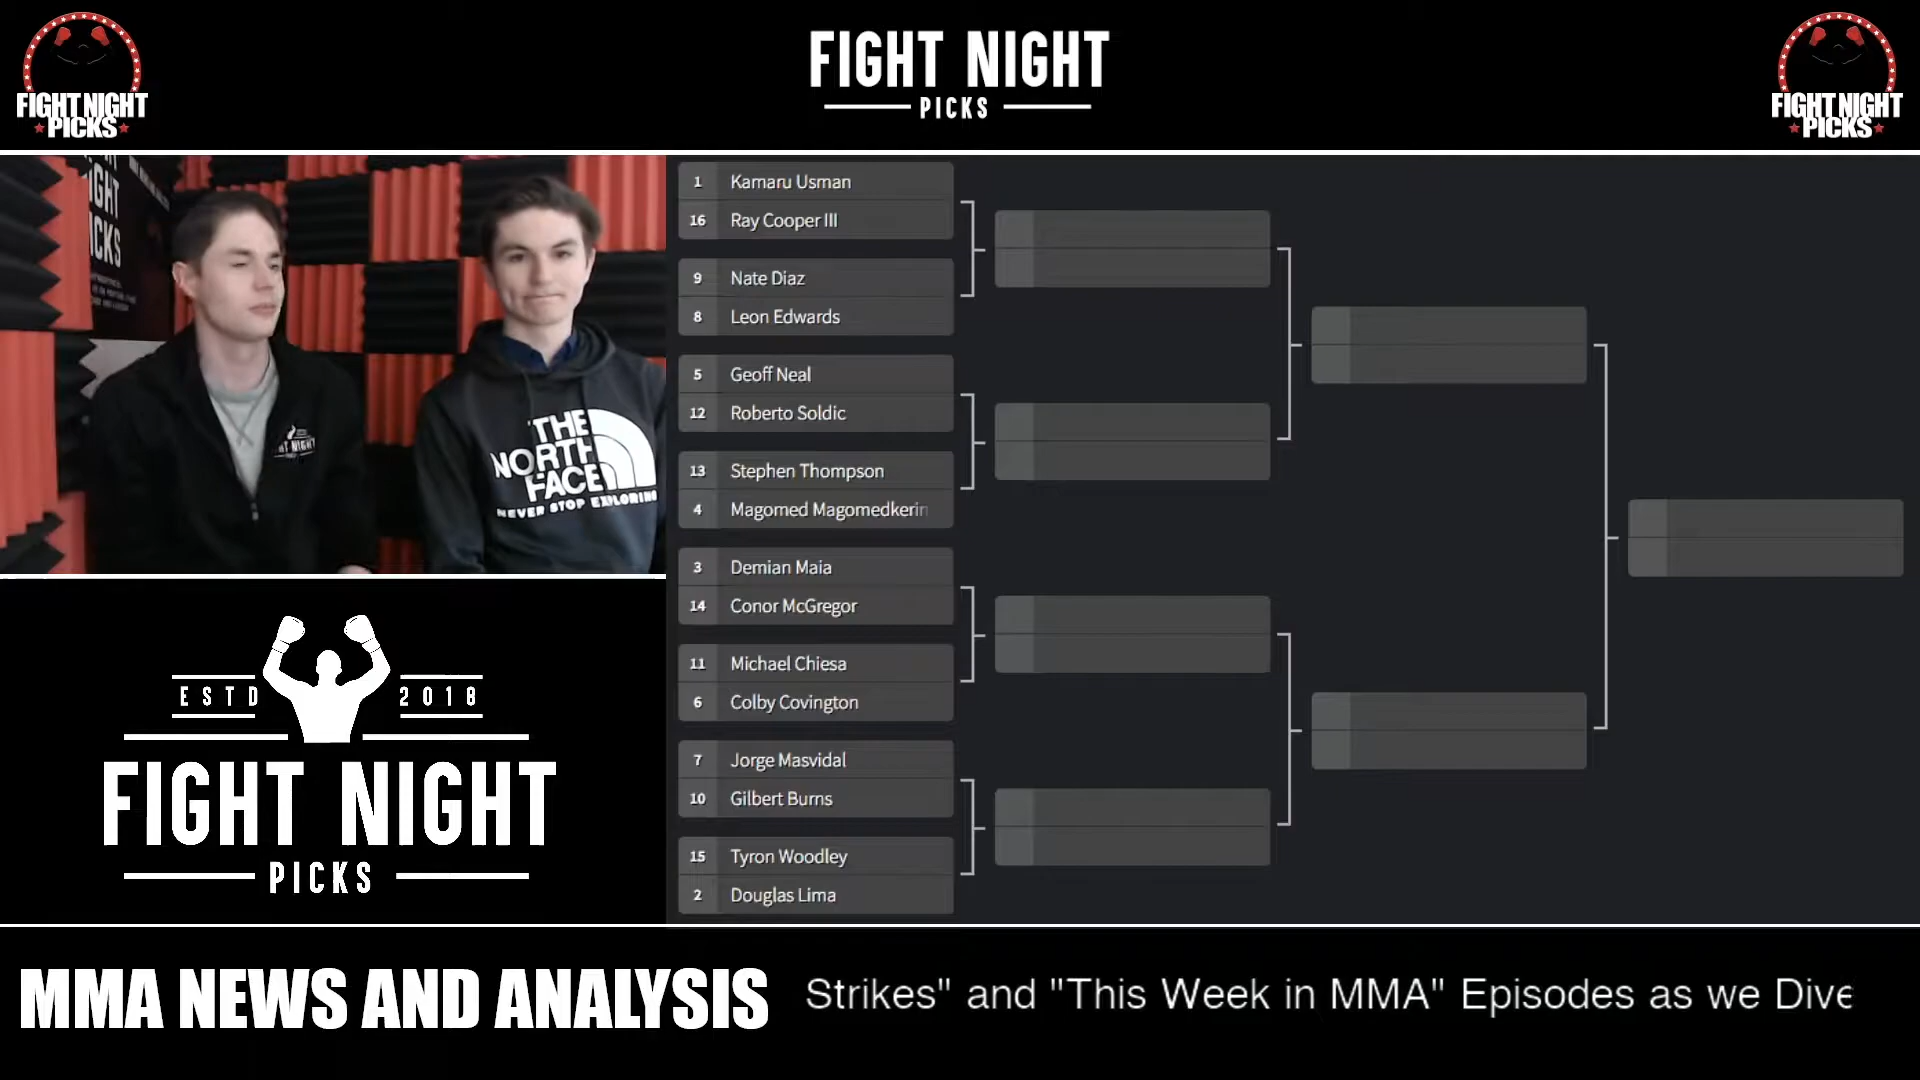 FIGHT NIGHT
PICKS
FIGHT NIGHT
PICKS
FIGHT NIGHT
PICKS
GHT
ICKS
THE
NORTH
FACE
NEVER STOP EXPLORING
1 Kamaru Usman
16 Ray Cooper III
9 Nate Diaz
8 Leon Edwards
5 Geoff Neal
12 Roberto Soldic
13 Stephen Thompson
4 Magomed Magomedkerin
3 Demian Maia
14 Conor McGregor
11 Michael Chiesa
6 Colby Covington
7 Jorge Masvidal
10 Gilbert Burns
15 Tyron Woodley
2 Douglas Lima
ESTD 2018
FIGHT NIGHT
PICKS
MMA NEWS AND ANALYSIS
Strikes" and "This Week in MMA" Episodes as we Dive